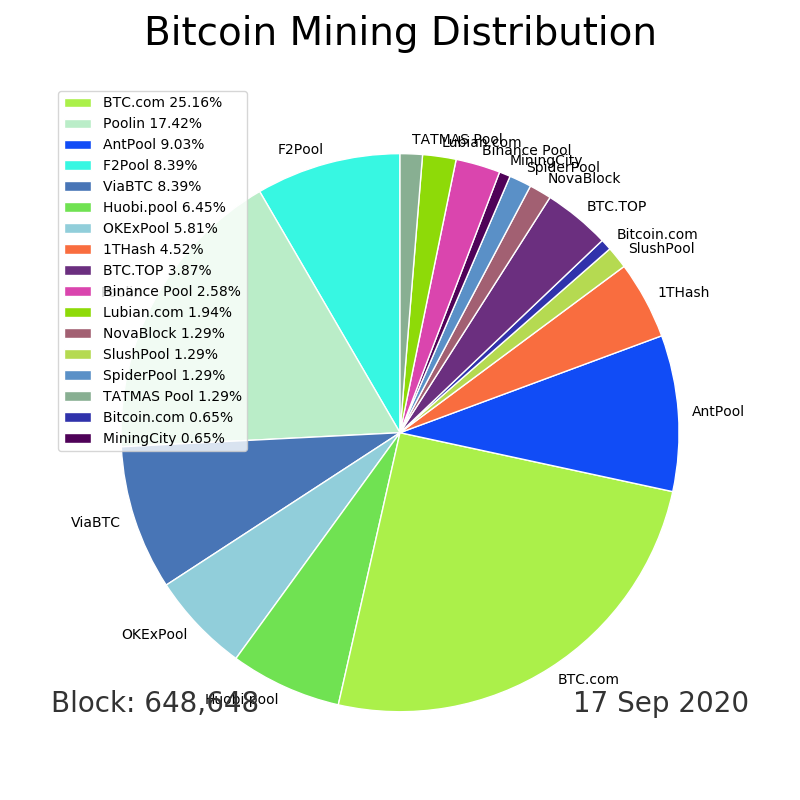 Bitcoin Mining Distribution
BTC.com 25.16%
Poolin 17.42%
AntPool 9.03%
F2Pool 8.39%
ViaBTC 8.39%
Huobi.pool 6.45%
OKExPool 5.81%
1THash 4.52%
BTC.TOP 3.87%
Binance Pool 2.58%
Lubian.com 1.94%
NovaBlock 1.29%
SlushPool 1.29%
SpiderPool 1.29%
TATMAS Pool 1.29%
Bitcoin.com 0.65%
MiningCity 0.65%
F2Pool
TATMAS Pool
Lubian.com
Binance Pool
MiningCity
SpiderPool
NovaBlock
BTC.TOP
Bitcoin.com
SlushPool
1THash
AntPool
ViaBTC
OKExPool
Huobi.pool
BTC.com
Block: 648,648
17 Sep 2020